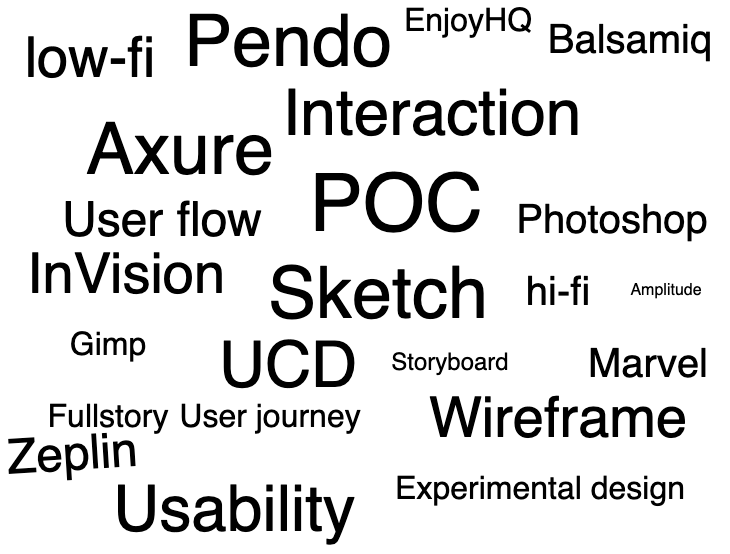 low-fi
Pendo
EnjoyHQ
Balsamiq
Interaction
Axure
POC
User flow
Photoshop
InVision
Sketch
hi-fi
Amplitude
Gimp
UCD
Storyboard
Marvel
Fullstory
User journey
Wireframe
Zeplin
Usability
Experimental design